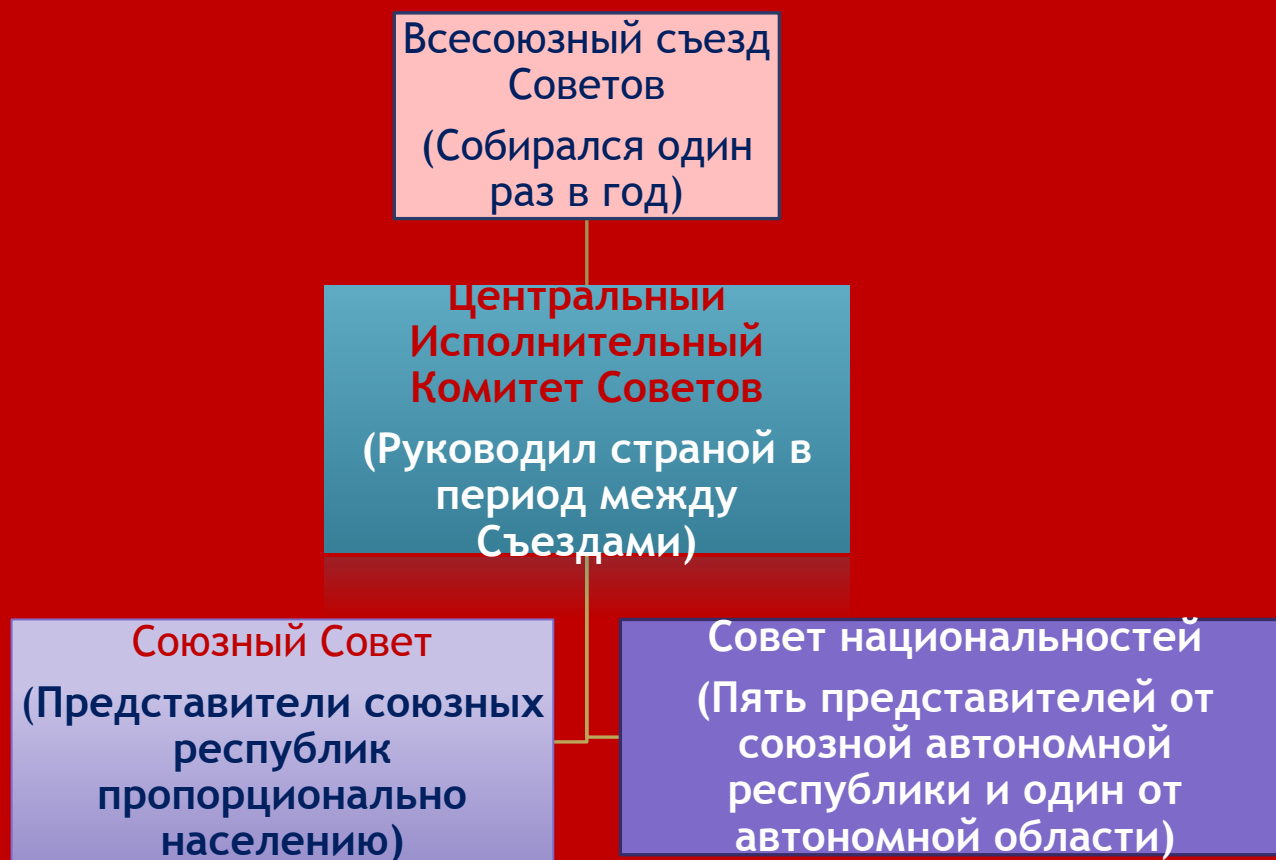 Всесоюзный съезд
Советов
(Собирался один
раз в год)
Центральный
Исполнительный
Комитет Советов
(Руководил страной в
период между
Съездами)
Союзный Совет
(Представители союзных
республик
пропорционально
населению)
Совет национальностей
(Пять представителей от
союзной автономной
республики и один от
автономной области)